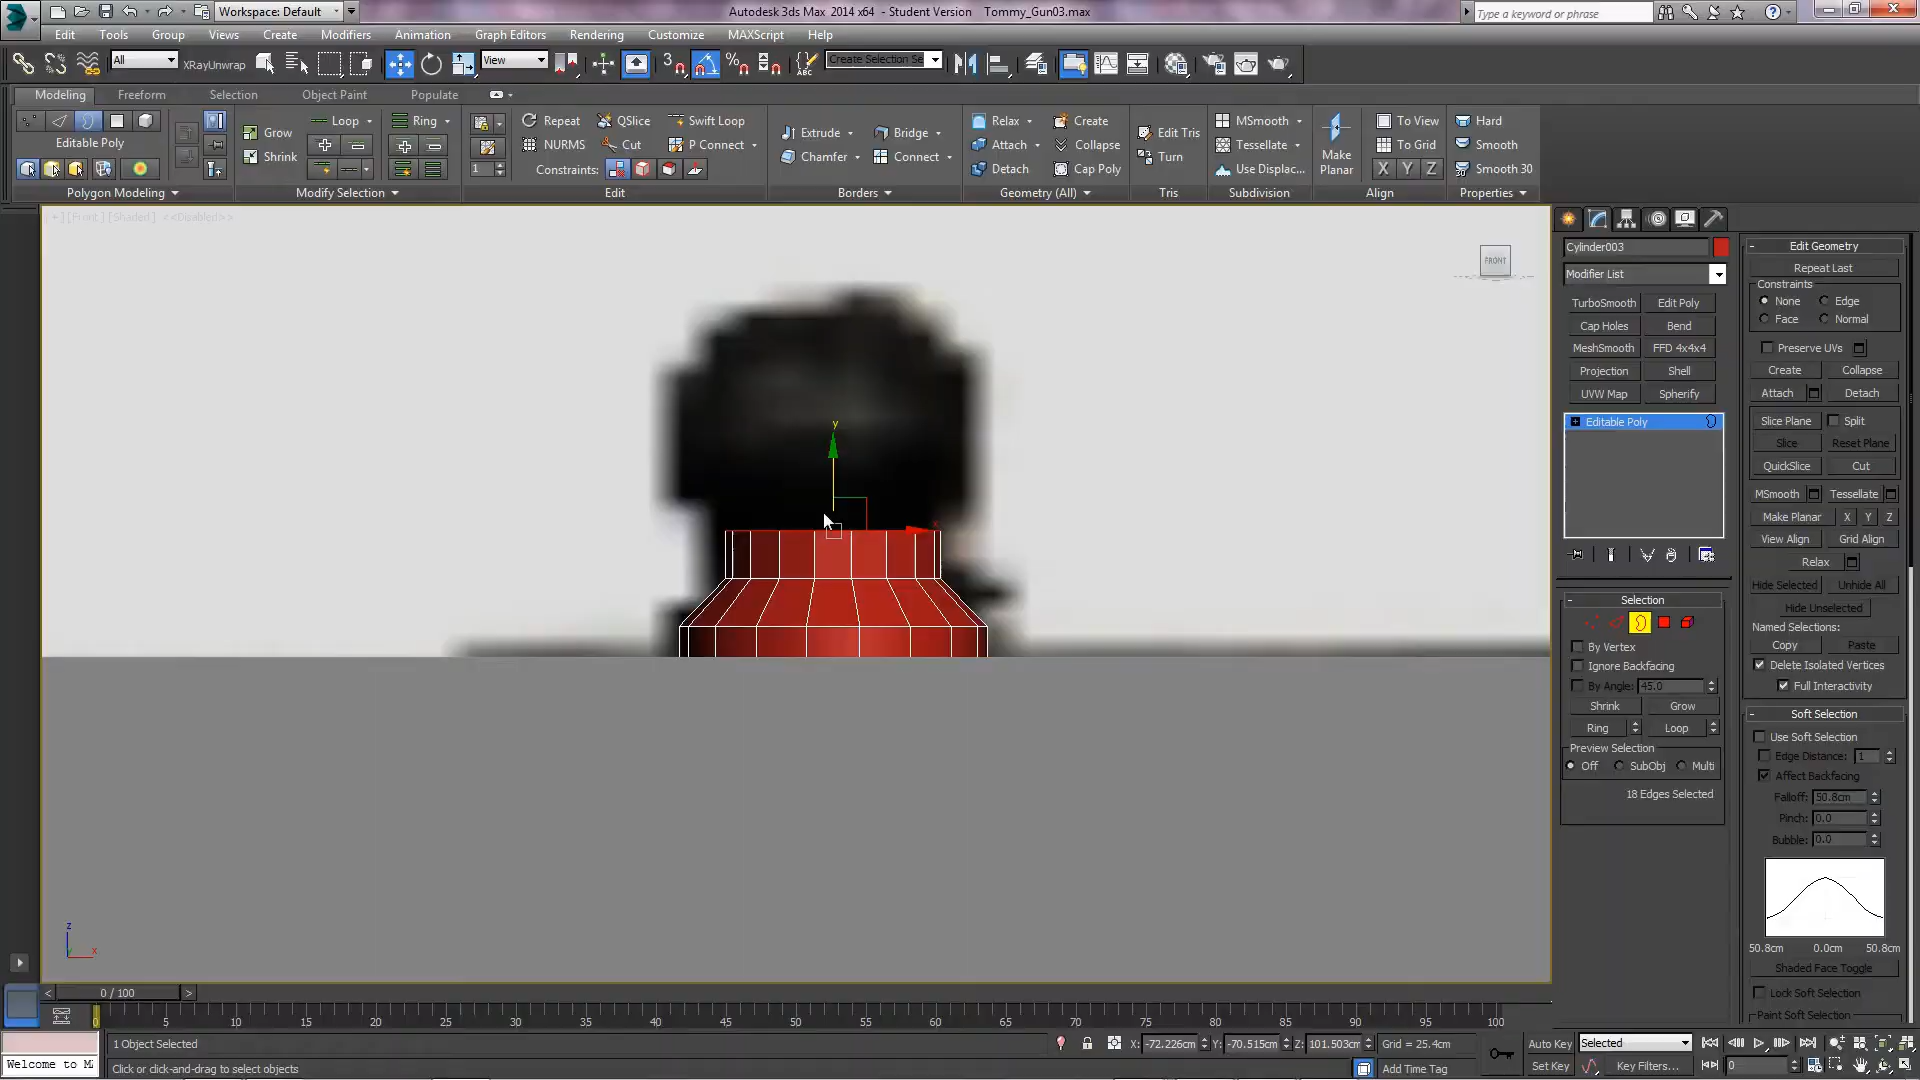 Workspace: Default
Autodesk 3ds Max 2014 x64 - Student Version Tommy_Gun03.max
Type a keyword or phrase
Edit Tools Group Views Create Modifiers Animation Graph Editors Rendering Customize MAXScript Help
All XRayUnwrap View 3 ABC Create Selection Se
Modeling Freeform Selection Object Paint Populate
Editable Poly
Polygon Modeling
Grow
Shrink
Loop
Ring
Modify Selection
1
Repeat QSlice Swift Loop
NURMS Cut P Connect
Constraints:
Edit
Extrude Bridge
Chamfer Connect
Borders
Relax Create
Attach Collapse
Detach Cap Poly
Geometry (All)
Edit Tris
Turn
Tris
MSmooth
Tessellate
Use Displac...
Subdivision
Make
Planar
To View
To Grid
X Y Z
Align
Hard
Smooth
Smooth 30
Properties
[+] [Front] [Shaded] <<Disabled>>
FRONT
y
x
z
x
Cylinder003
Modifier List
TurboSmooth Edit Poly
Cap Holes Bend
MeshSmooth FFD 4x4x4
Projection Shell
UVW Map Spherify
Editable Poly
Selection
By Vertex
Ignore Backfacing
By Angle: 45.0
Shrink Grow
Ring Loop
Preview Selection
Off SubObj Multi
18 Edges Selected
Edit Geometry
Repeat Last
Constraints
None Edge
Face Normal
Preserve UVs
Create Collapse
Attach Detach
Slice Plane Split
Slice Reset Plane
QuickSlice Cut
MSmooth Tessellate
Make Planar X Y Z
View Align Grid Align
Relax
Hide Selected Unhide All
Hide Unselected
Named Selections:
Copy Paste
Delete Isolated Vertices
Full Interactivity
Soft Selection
Use Soft Selection
Edge Distance: 1
Affect Backfacing
Falloff: 50.8cm
Pinch: 0.0
Bubble: 0.0
50.8cm 0.0cm 50.8cm
Shaded Face Toggle
Lock Soft Selection
Paint Soft Selection
< 0 / 100 >
0 5 10 15 20 25 30 35 40 45 50 55 60 65 70 75 80 85 90 95 100
1 Object Selected
X: -72.226cm Y: -70.515cm Z: 101.503cm Grid = 25.4cm
Auto Key Selected
Welcome to M
Click or click-and-drag to select objects
Add Time Tag
Set Key Key Filters... 0